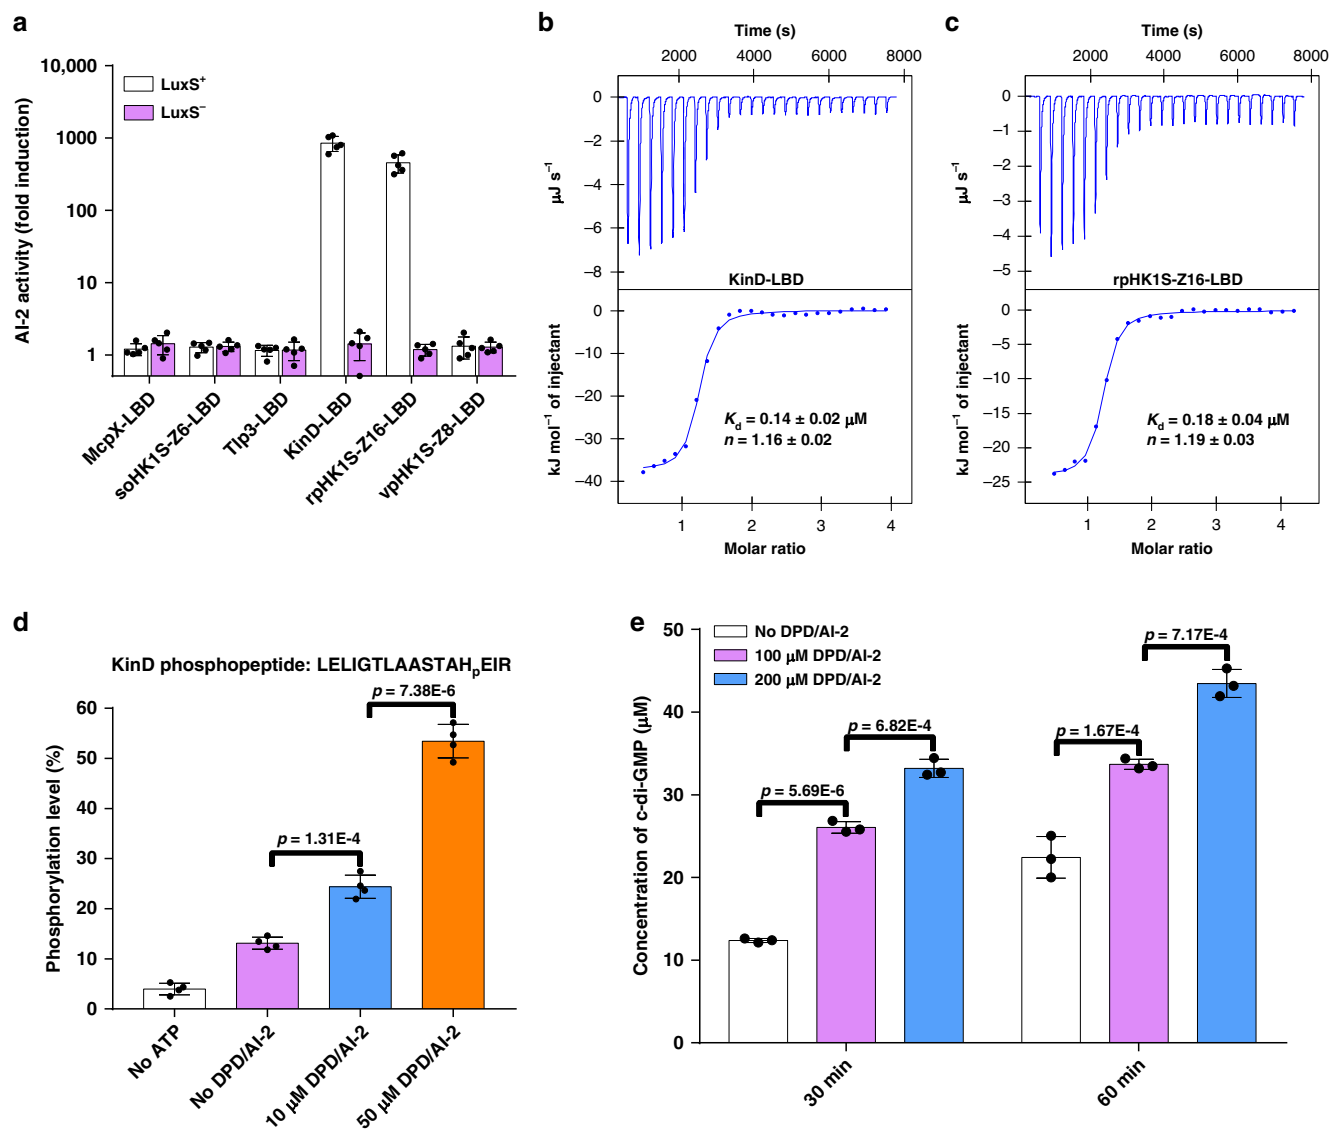 a
AI-2 activity (fold induction)
10,000
1000
100
10
1
LuxS⁺
LuxS⁻
McpX-LBD
soHK1S-Z6-LBD
Tlp3-LBD
KinD-LBD
rpHK1S-Z16-LBD
vpHK1S-Z8-LBD
b
Time (s)
2000 4000 6000 8000
µJ s⁻¹
0
−2
−4
−6
−8
KinD-LBD
kJ mol⁻¹ of injectant
0
−10
−20
−30
−40
Kd = 0.14 ± 0.02 µM
n = 1.16 ± 0.02
1 2 3 4
Molar ratio
c
Time (s)
2000 4000 6000 8000
µJ s⁻¹
0
−1
−2
−3
−4
−5
rpHK1S-Z16-LBD
kJ mol⁻¹ of injectant
0
−5
−10
−15
−20
−25
Kd = 0.18 ± 0.04 µM
n = 1.19 ± 0.03
1 2 3 4
Molar ratio
d
KinD phosphopeptide: LELIGTLAASTAHpEIR
Phosphorylation level (%)
60
50
40
30
20
10
0
p = 7.38E-6
p = 1.31E-4
No ATP
No DPD/AI-2
10 µM DPD/AI-2
50 µM DPD/AI-2
e
Concentration of c-di-GMP (µM)
50
40
30
20
10
0
No DPD/AI-2
100 µM DPD/AI-2
200 µM DPD/AI-2
p = 7.17E-4
p = 6.82E-4
p = 1.67E-4
p = 5.69E-6
30 min
60 min